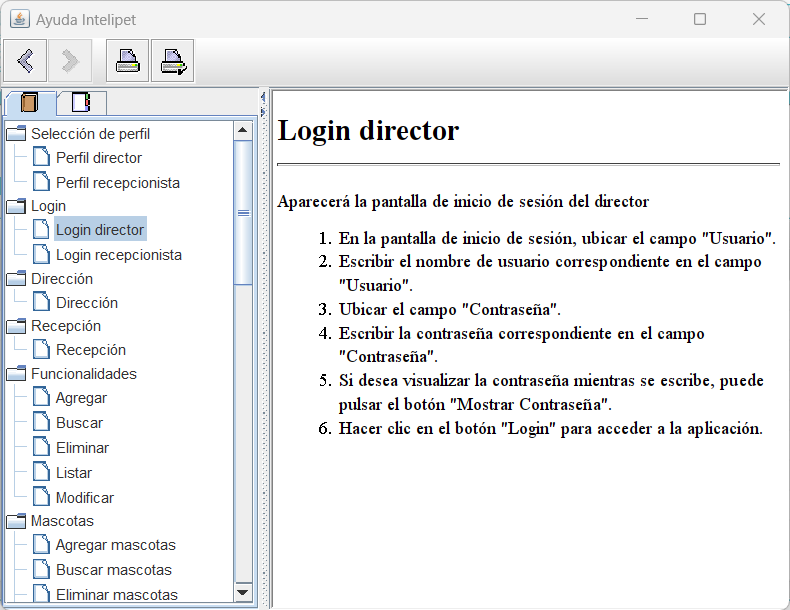 Ayuda Intelipet
Selección de perfil
Perfil director
Perfil recepcionista
Login
Login director
Login recepcionista
Dirección
Dirección
Recepción
Recepción
Funcionalidades
Agregar
Buscar
Eliminar
Listar
Modificar
Mascotas
Agregar mascotas
Buscar mascotas
Eliminar mascotas
Login director
Aparecerá la pantalla de inicio de sesión del director
1. En la pantalla de inicio de sesión, ubicar el campo "Usuario".
2. Escribir el nombre de usuario correspondiente en el campo
"Usuario".
3. Ubicar el campo "Contraseña".
4. Escribir la contraseña correspondiente en el campo
"Contraseña".
5. Si desea visualizar la contraseña mientras se escribe, puede
pulsar el botón "Mostrar Contraseña".
6. Hacer clic en el botón "Login" para acceder a la aplicación.